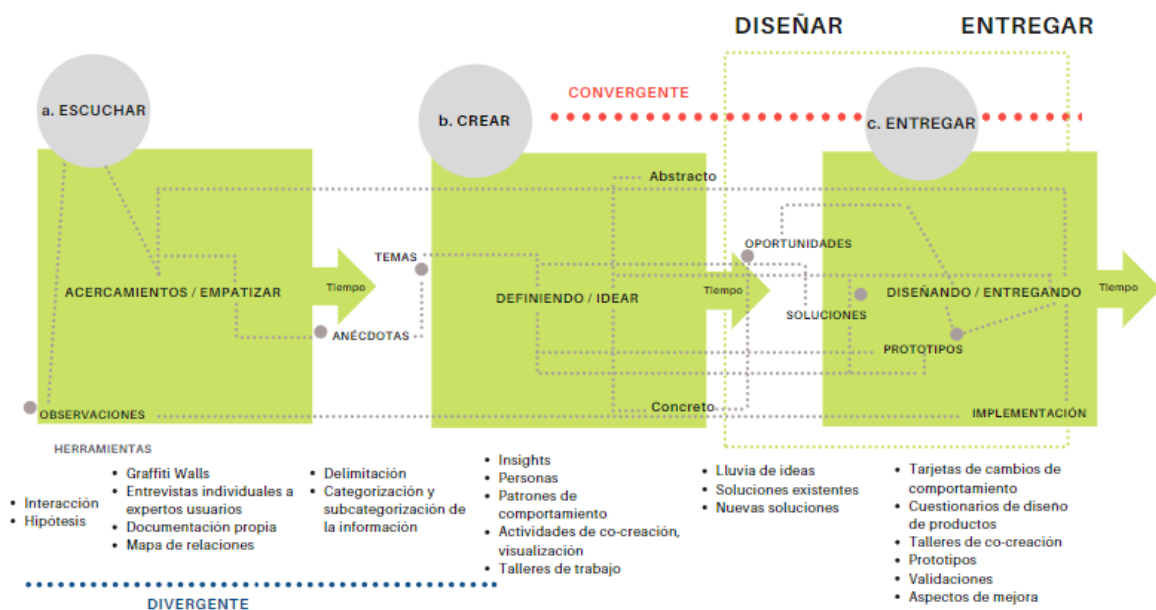 DISEÑAR
ENTREGAR
a. ESCUCHAR
b. CREAR
CONVERGENTE
c. ENTREGAR
Abstracto
OPORTUNIDADES
TEMAS
ACERCAMIENTOS / EMPATIZAR
Tiempo
DEFINIENDO / IDEAR
Tiempo
DISEÑANDO / ENTREGANDO
Tiempo
SOLUCIONES
ANÉCDOTAS
PROTOTIPOS
Concreto
OBSERVACIONES
IMPLEMENTACIÓN
HERRAMIENTAS
• Interacción
• Hipótesis
• Graffiti Walls
• Entrevistas individuales a
expertos usuarios
• Documentación propia
• Mapa de relaciones
• Delimitación
• Categorización y
subcategorización de
la información
• Insights
• Personas
• Patrones de
comportamiento
• Actividades de co-creación,
visualización
• Talleres de trabajo
• Lluvia de ideas
• Soluciones existentes
• Nuevas soluciones
• Tarjetas de cambios de
comportamiento
• Cuestionarios de diseño
de productos
• Talleres de co-creación
• Prototipos
• Validaciones
• Aspectos de mejora
DIVERGENTE